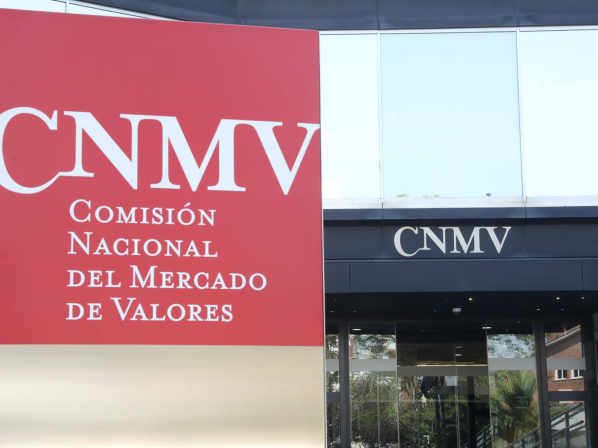 CNMV
Comisión
Nacional
del Mercado
de Valores
CNMV